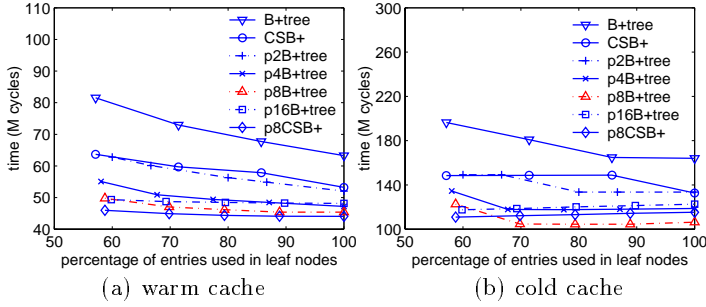 110
100
90
80
70
60
50
40
time (M cycles)
50 60 70 80 90 100
percentage of entries used in leaf nodes
B+tree
CSB+
p2B+tree
p4B+tree
p8B+tree
p16B+tree
p8CSB+
(a) warm cache
300
260
220
180
140
100
time (M cycles)
50 60 70 80 90 100
percentage of entries used in leaf nodes
B+tree
CSB+
p2B+tree
p4B+tree
p8B+tree
p16B+tree
p8CSB+
(b) cold cache